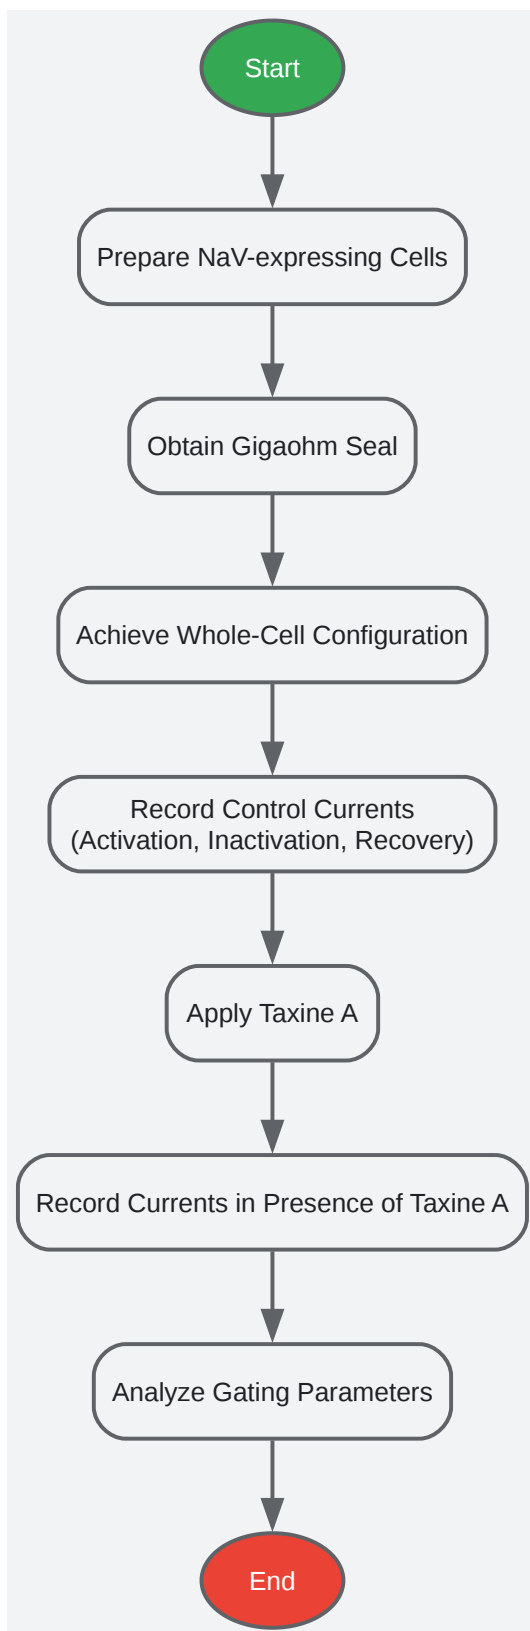 Start
Prepare NaV-expressing Cells
Obtain Gigaohm Seal
Achieve Whole-Cell Configuration
Record Control Currents
(Activation, Inactivation, Recovery)
Apply Taxine A
Record Currents in Presence of Taxine A
Analyze Gating Parameters
End